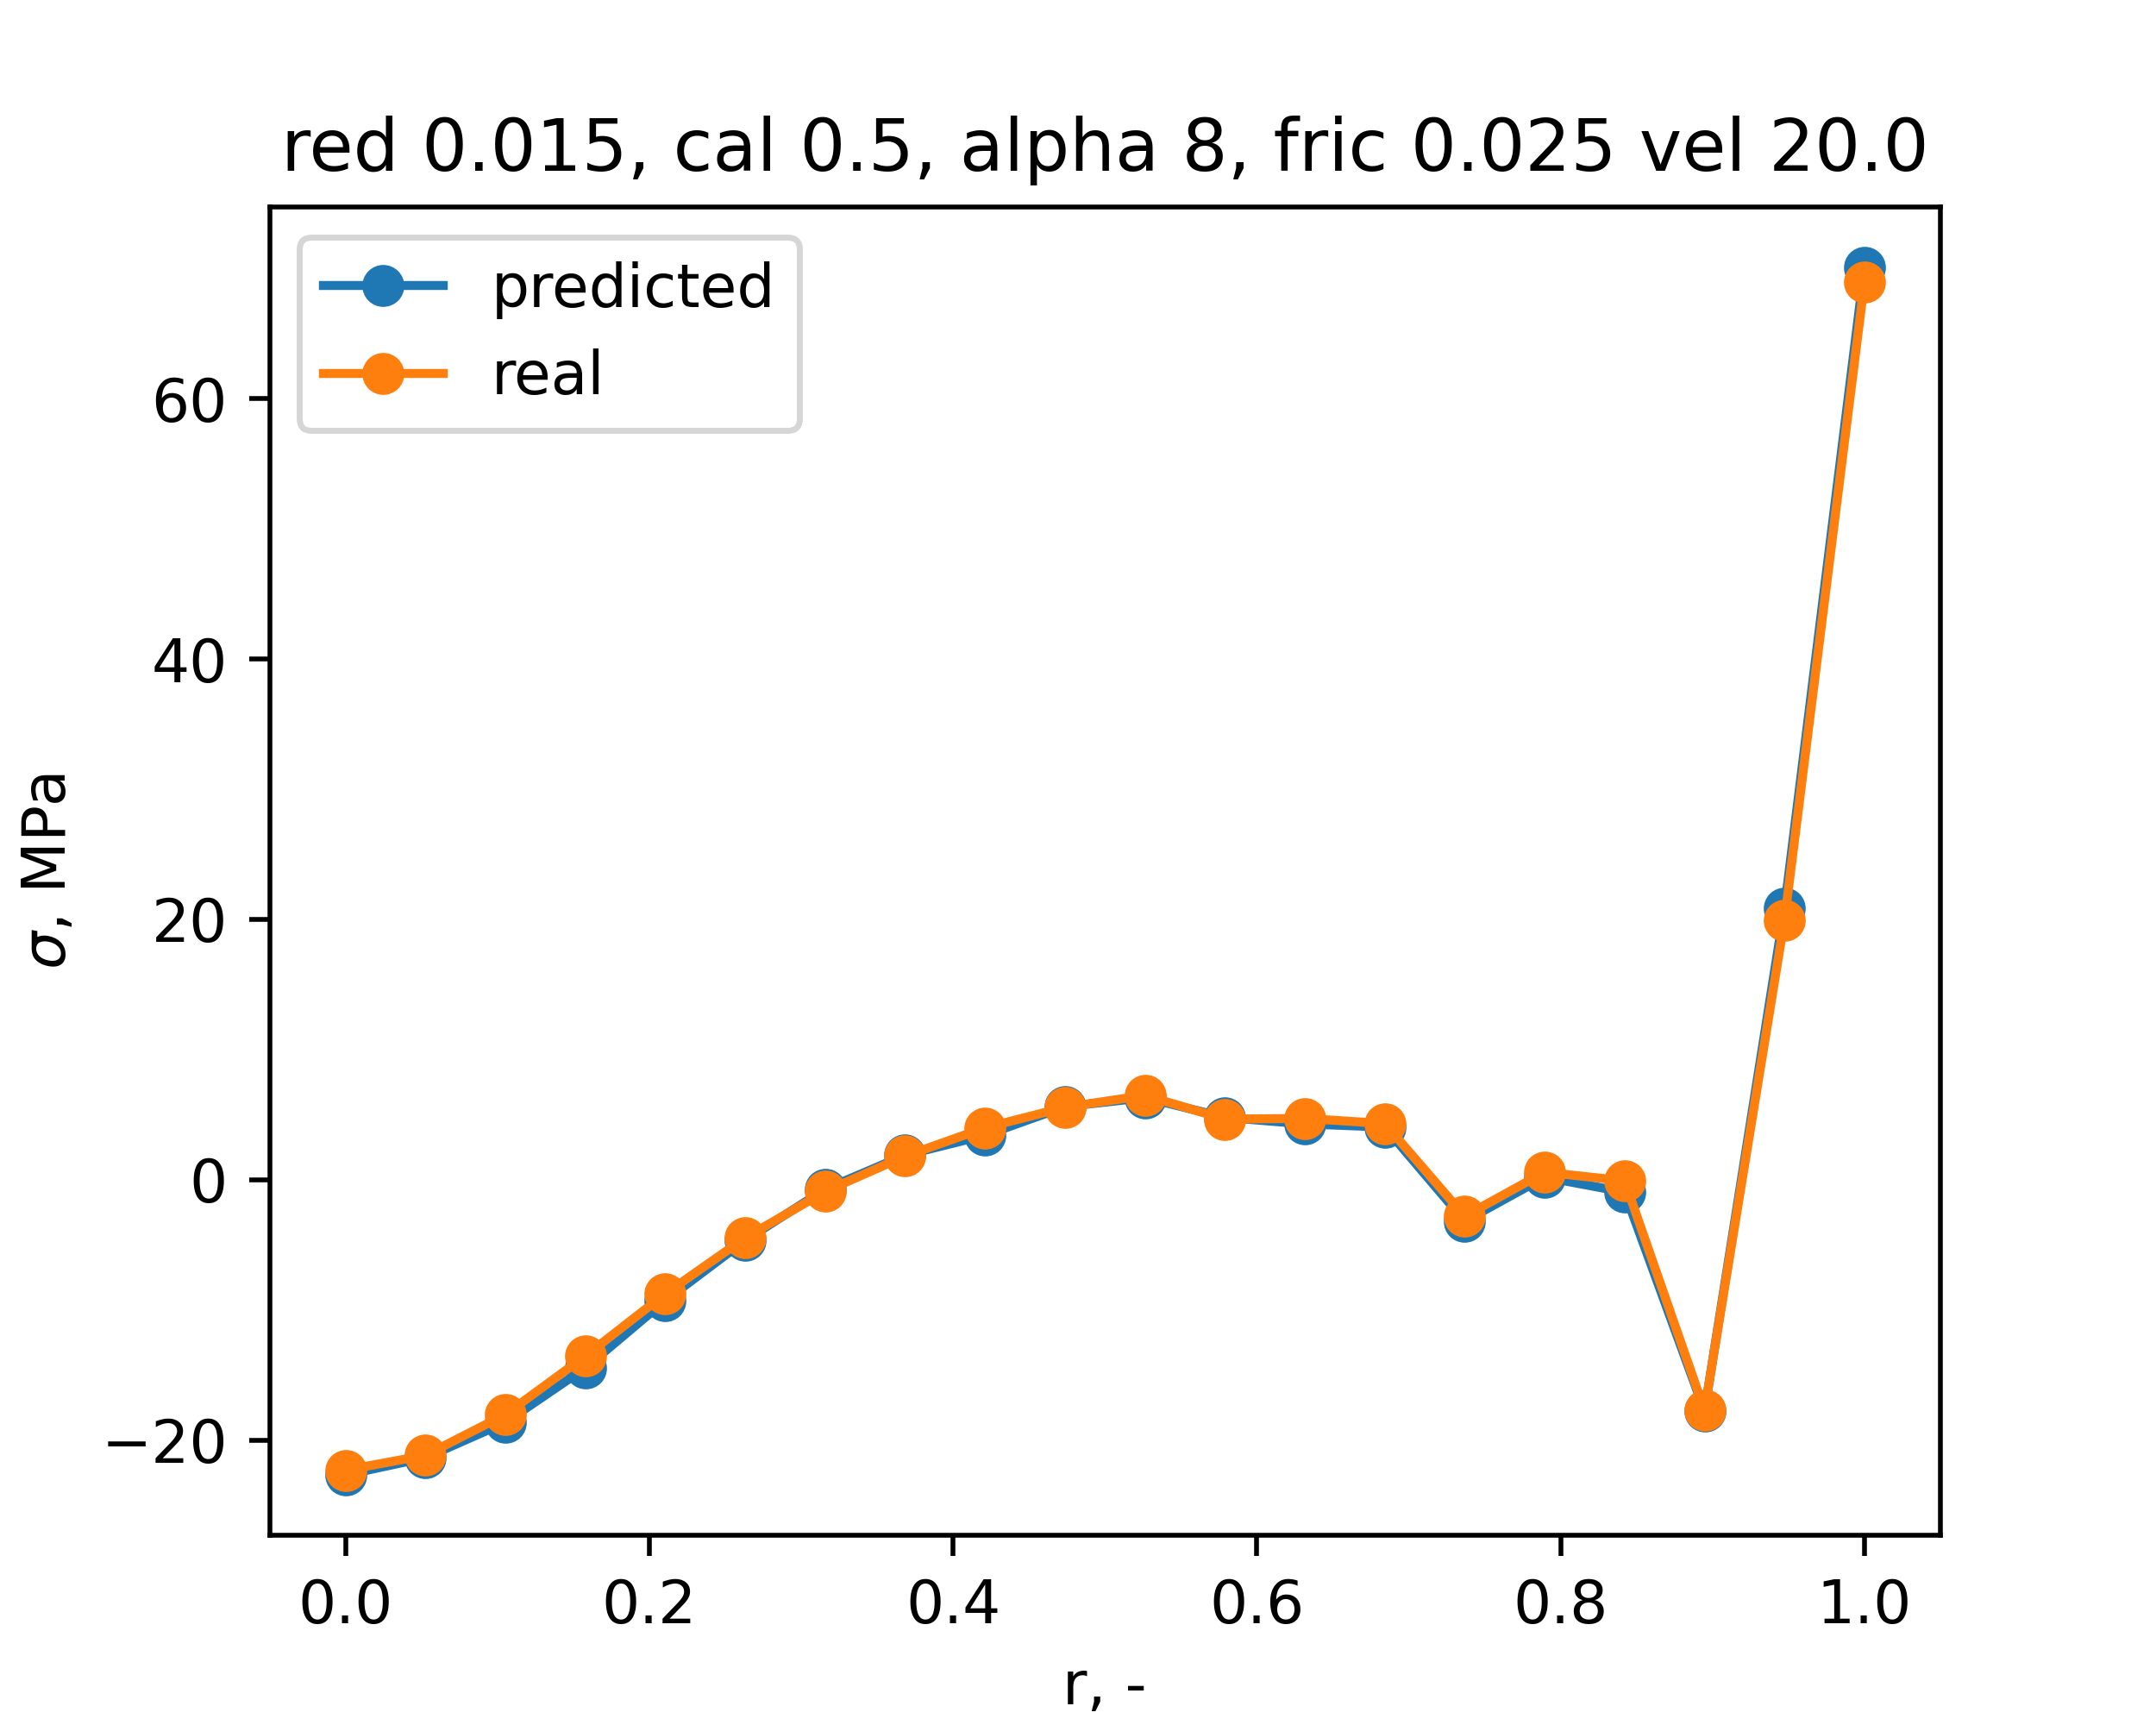 red 0.015, cal 0.5, alpha 8, fric 0.025 vel 20.0
predicted
real
60
40
20
0
−20
σ, MPa
0.0 0.2 0.4 0.6 0.8 1.0
r, -